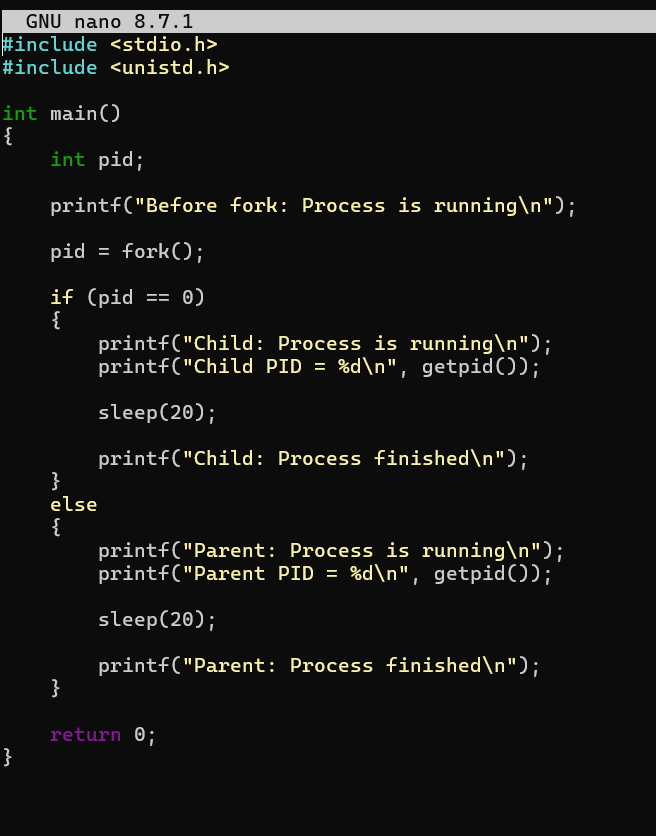 GNU nano 8.7.1
#include <stdio.h>
#include <unistd.h>
int main()
{
int pid;
printf("Before fork: Process is running\n");
pid = fork();
if (pid == 0)
{
printf("Child: Process is running\n");
printf("Child PID = %d\n", getpid());
sleep(20);
printf("Child: Process finished\n");
}
else
{
printf("Parent: Process is running\n");
printf("Parent PID = %d\n", getpid());
sleep(20);
printf("Parent: Process finished\n");
}
return 0;
}